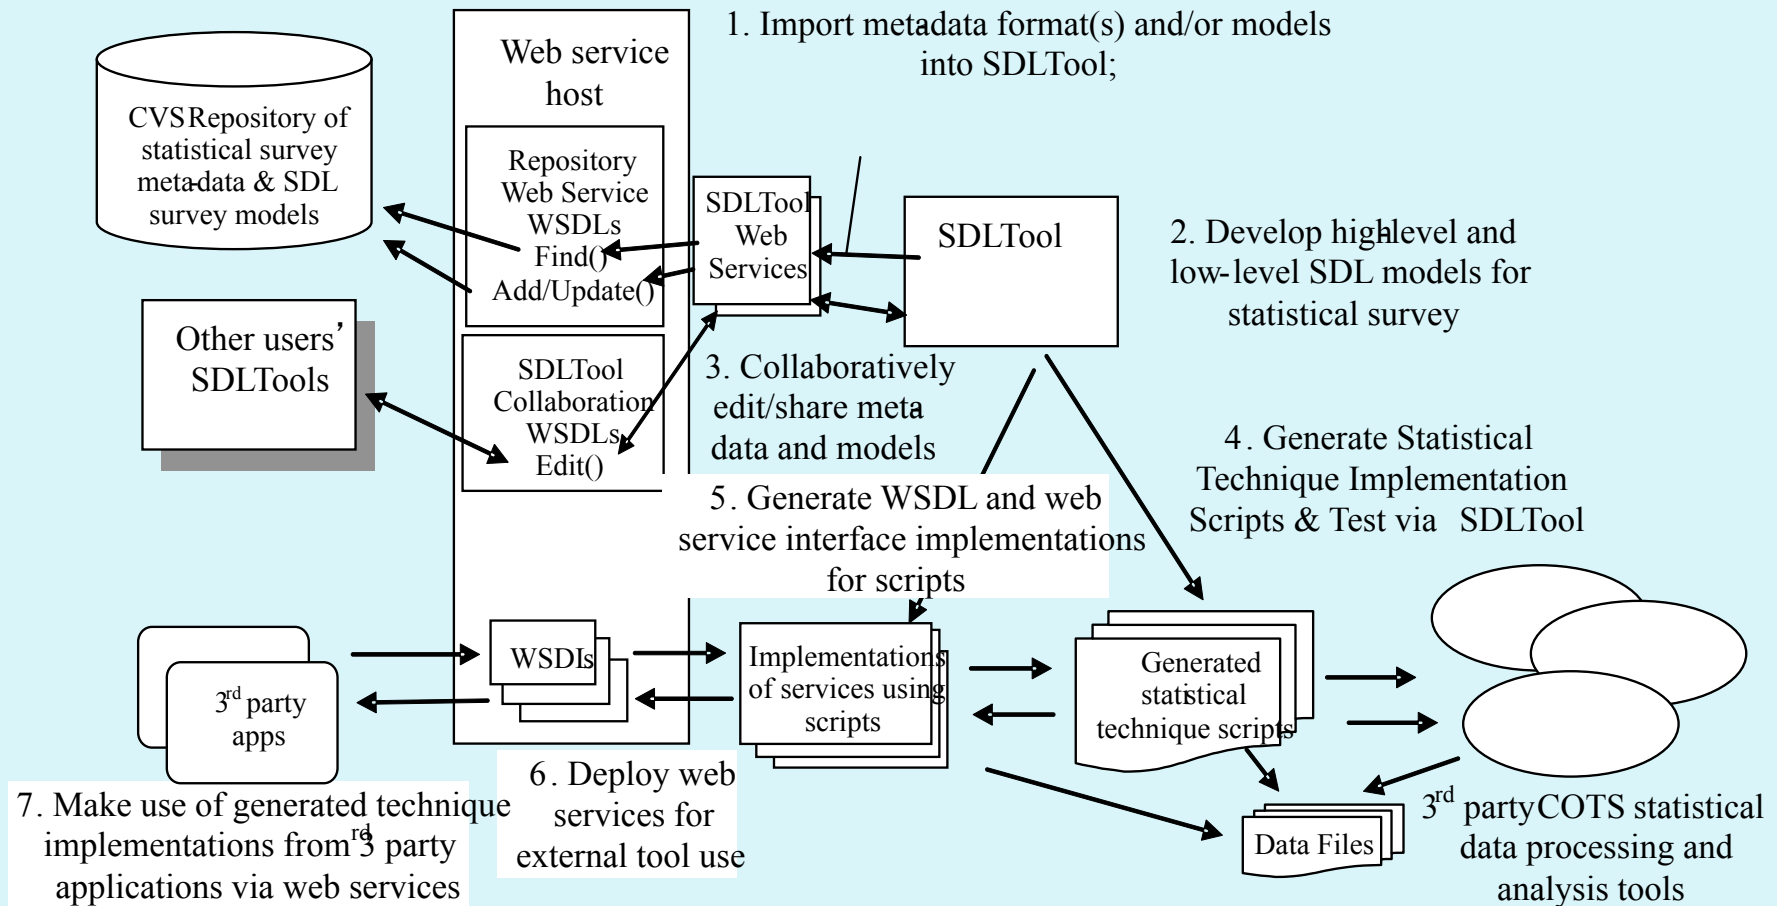 1. Import meta-data format(s) and/or models
into SDLTool;
Web service
host
CVS Repository of
statistical survey
meta-data & SDL
survey models
Repository
Web Service
WSDLs
Find()
Add/Update()
SDLTool
Web
Services
SDLTool
2. Develop high-level and
low-level SDL models for
statistical survey
Other users’
SDLTools
SDLTool
Collaboration
WSDLs
Edit()
3. Collaboratively
edit/share meta-
data and models
4. Generate Statistical
Technique Implementation
Scripts & Test via SDLTool
5. Generate WSDL and web
service interface implementations
for scripts
WSDLs
Implementations
of services using
scripts
Generated
statistical
technique scripts
3rd party
apps
6. Deploy web
services for
external tool use
7. Make use of generated technique
implementations from 3rd party
applications via web services
Data Files
3rd party COTS statistical
data processing and
analysis tools